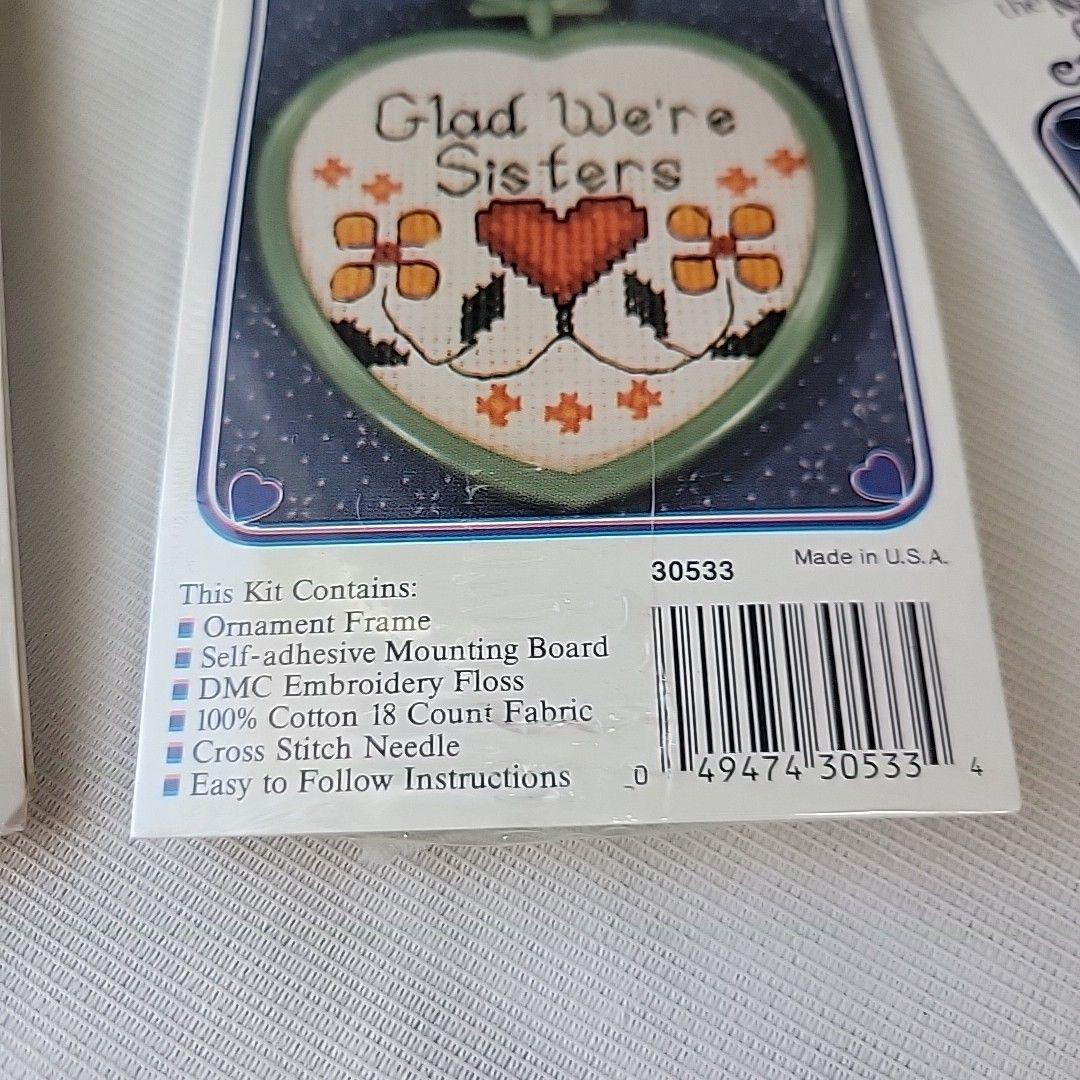 Glad We're
Sisters
30533
Made in U.S.A.
This Kit Contains:
Ornament Frame
Self-adhesive Mounting Board
DMC Embroidery Floss
100% Cotton 18 Count Fabric
Cross Stitch Needle
Easy to Follow Instructions
0 49474 30533 4
the